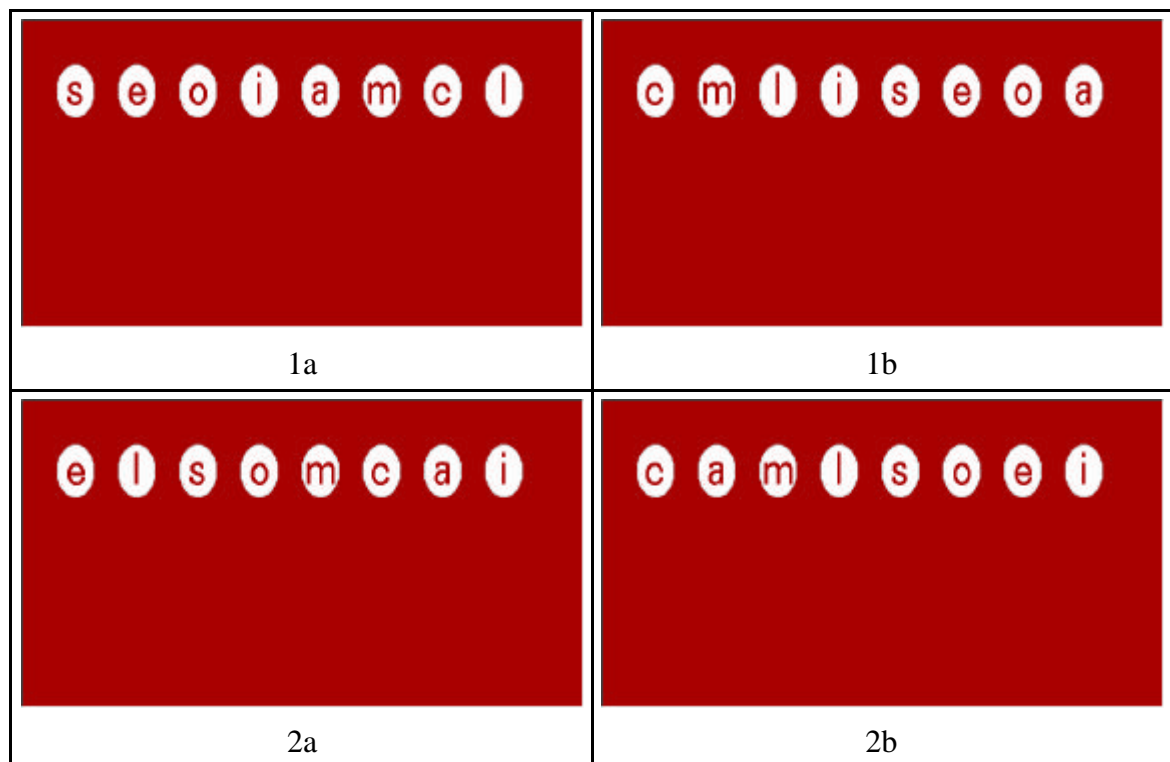 s e o i a m c l
c m l i s e o a
1a
1b
e l s o m c a i
c a m l s o e i
2a
2b